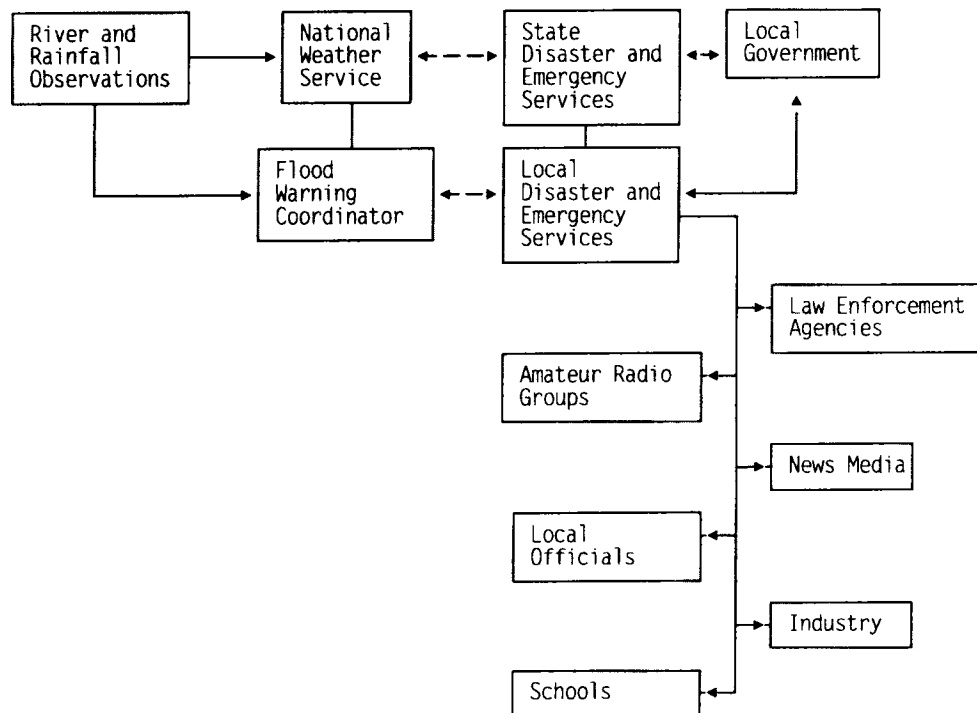 River and
Rainfall
Observations
National
Weather
Service
State
Disaster and
Emergency
Services
Local
Government
Flood
Warning
Coordinator
Local
Disaster and
Emergency
Services
Law Enforcement
Agencies
Amateur Radio
Groups
News Media
Local
Officials
Industry
Schools